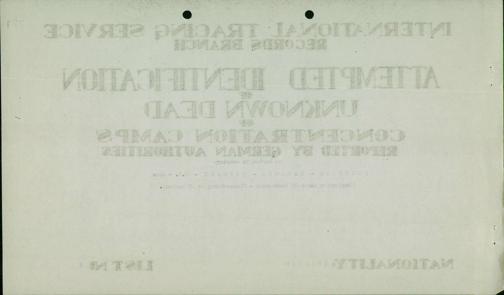 INTERNATIONAL TRACING SERVICE
RECORDS BRANCH
ATTEMPTED IDENTIFICATION
OF
UNKNOWN DEAD
OF
CONCENTRATION CAMPS
REPORTED BY GERMAN AUTHORITIES
NATIONALITY:
LIST No